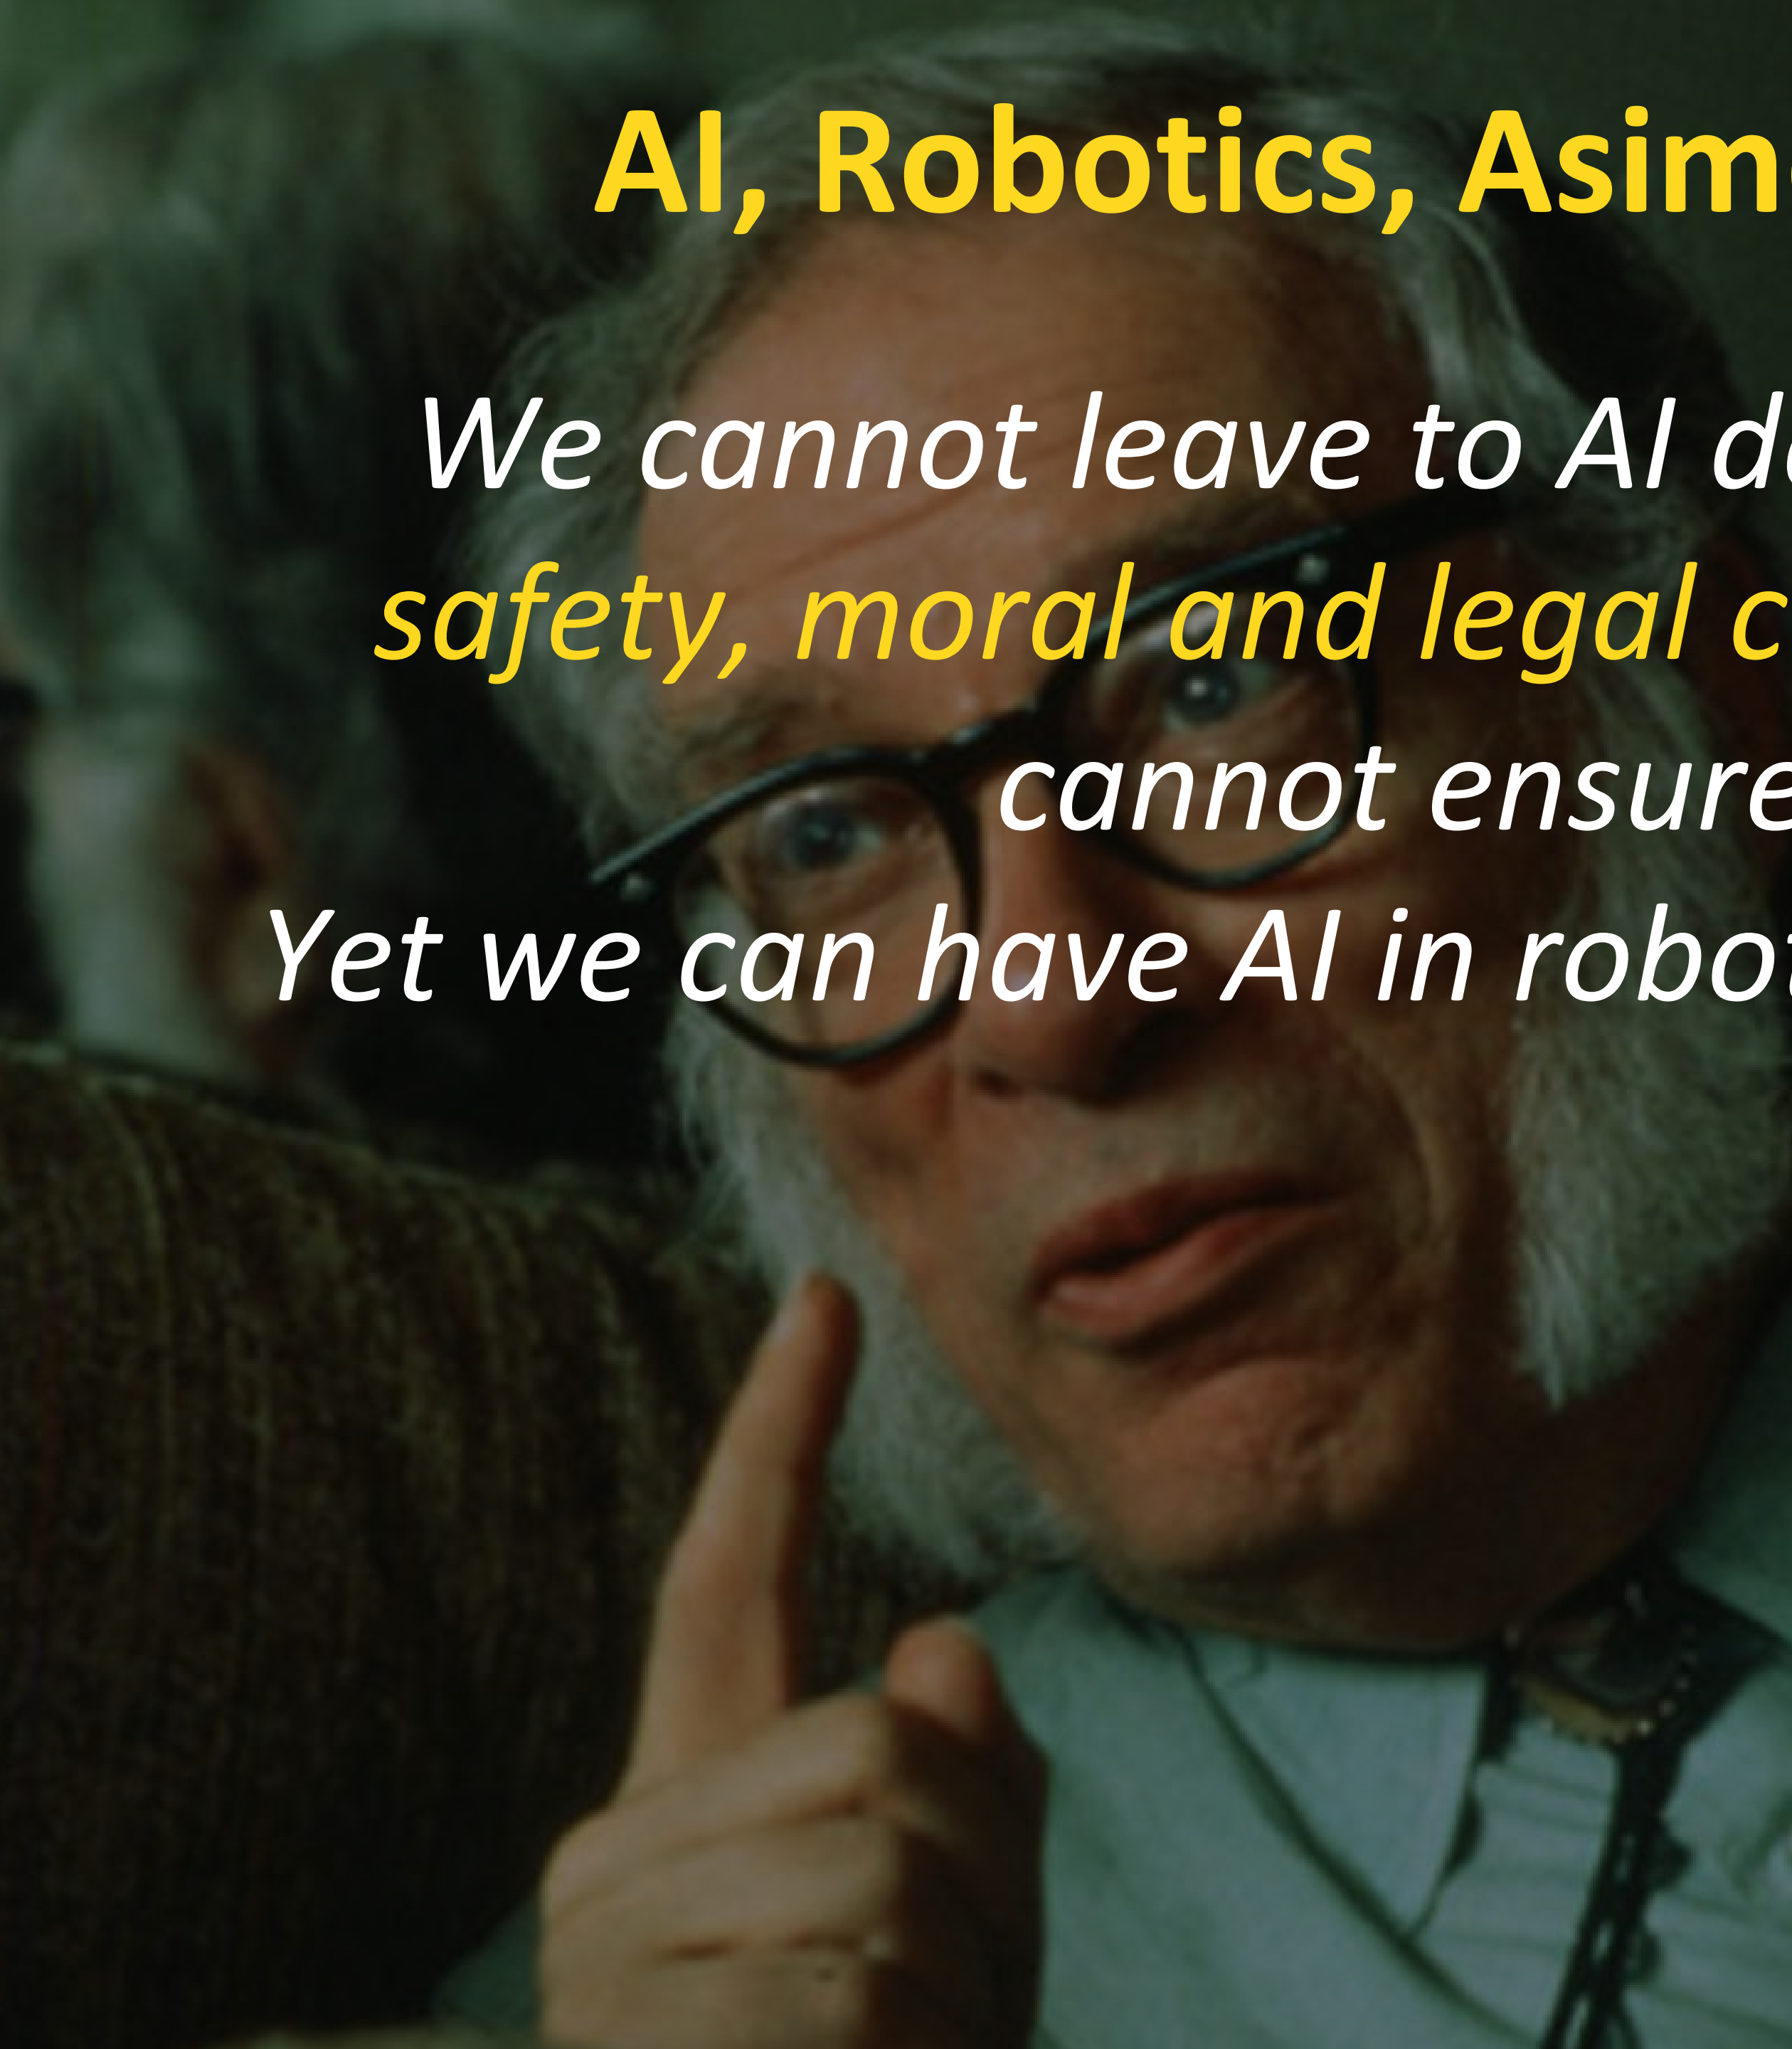 AI, Robotics, Asim
We cannot leave to AI d
safety, moral and legal c
cannot ensure
Yet we can have AI in robot